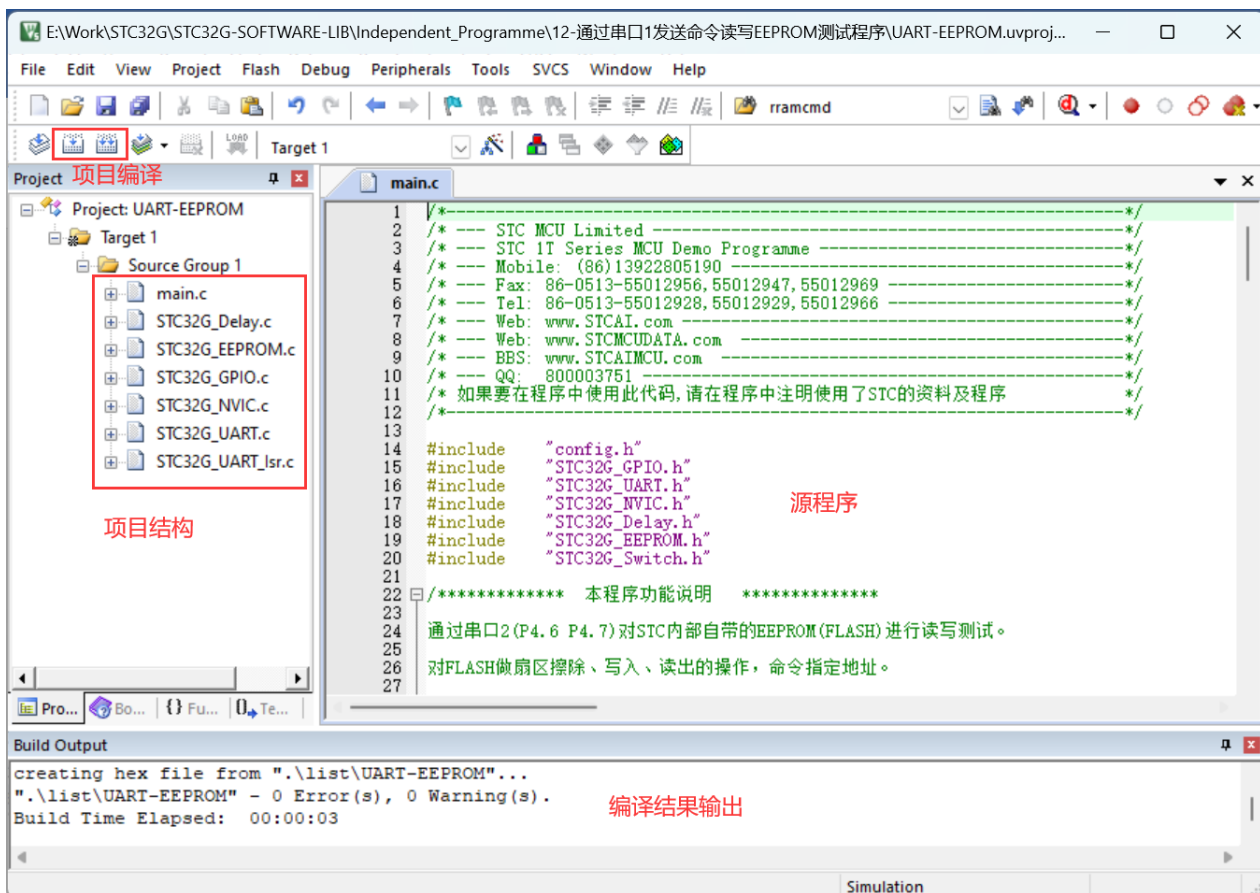 E:\Work\STC32G\STC32G-SOFTWARE-LIB\Independent_Programme\12-通过串口1发送命令读写EEPROM测试程序\UART-EEPROM.uvproj...
File Edit View Project Flash Debug Peripherals Tools SVCS Window Help
rramcmd
LOAD
Target 1
Project
项目编译
main.c
Project: UART-EEPROM
Target 1
Source Group 1
main.c
STC32G_Delay.c
STC32G_EEPROM.c
STC32G_GPIO.c
STC32G_NVIC.c
STC32G_UART.c
STC32G_UART_Isr.c
项目结构
1 /*---------------------------------------------------------------------*/
2 /* --- STC MCU Limited ------------------------------------------------*/
3 /* --- STC 1T Series MCU Demo Programme -------------------------------*/
4 /* --- Mobile: (86)13922805190 ----------------------------------------*/
5 /* --- Fax: 86-0513-55012956,55012947,55012969 ------------------------*/
6 /* --- Tel: 86-0513-55012928,55012929,55012966 ------------------------*/
7 /* --- Web: www.STCAI.com ---------------------------------------------*/
8 /* --- Web: www.STCMCUDATA.com ---------------------------------------*/
9 /* --- BBS: www.STCAIMCU.com -----------------------------------------*/
10 /* --- QQ: 800003751 -------------------------------------------------*/
11 /* 如果要在程序中使用此代码,请在程序中注明使用了STC的资料及程序 */
12 /*---------------------------------------------------------------------*/
13
14 #include "config.h"
15 #include "STC32G_GPIO.h"
16 #include "STC32G_UART.h"
17 #include "STC32G_NVIC.h"
18 #include "STC32G_Delay.h"
19 #include "STC32G_EEPROM.h"
20 #include "STC32G_Switch.h"
源程序
21
22 /************* 本程序功能说明 **************
23
24 通过串口2(P4.6 P4.7)对STC内部自带的EEPROM(FLASH)进行读写测试。
25
26 对FLASH做扇区擦除、写入、读出的操作，命令指定地址。
27
Pro... Bo... {} Fu... Te...
Build Output
creating hex file from ".\list\UART-EEPROM"...
".\list\UART-EEPROM" - 0 Error(s), 0 Warning(s).
Build Time Elapsed: 00:00:03
编译结果输出
Simulation